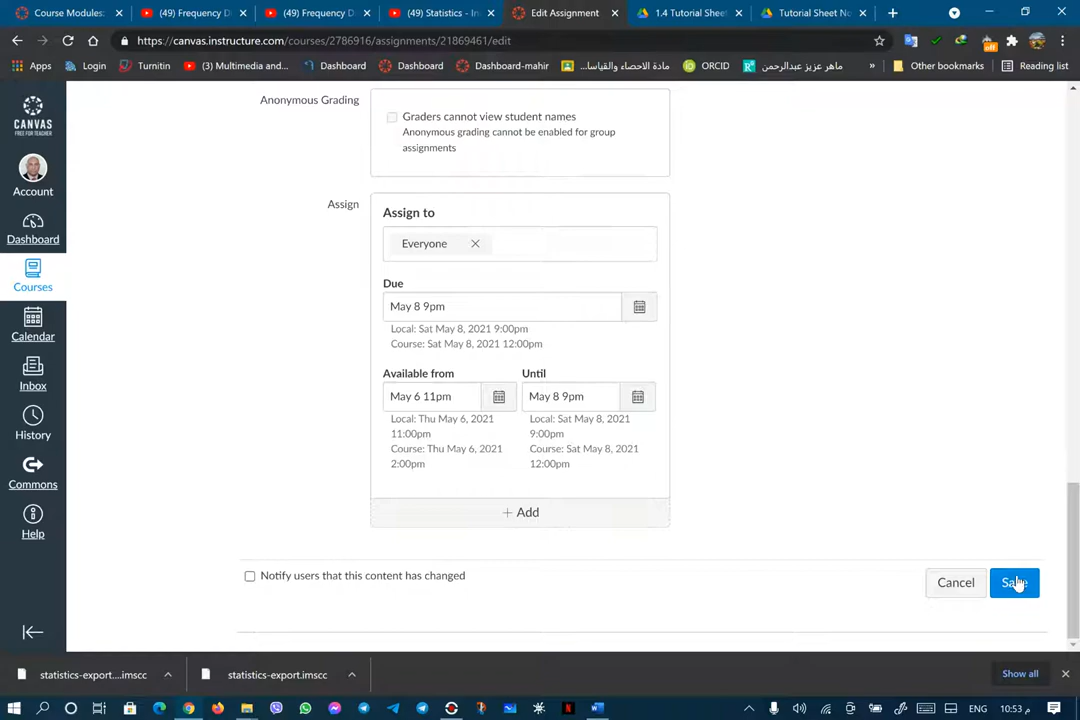 Course Modules:
(49) Frequency D
(49) Frequency D
(49) Statistics - In
Edit Assignment
1.4 Tutorial Sheet
Tutorial Sheet No
https://canvas.instructure.com/courses/2786916/assignments/21869461/edit
off
Apps
Login
Turnitin
(3) Multimedia and...
Dashboard
Dashboard
Dashboard-mahir
مادة الاحصاء والقياسا...
ORCID
ماهر عزيز عبدالرحمن
»
Other bookmarks
Reading list
CANVAS
FREE FOR TEACHER
Account
Dashboard
Courses
Calendar
Inbox
History
Commons
Help
Anonymous Grading
Graders cannot view student names
Anonymous grading cannot be enabled for group
assignments
Assign
Assign to
Everyone
Due
May 8 9pm
Local: Sat May 8, 2021 9:00pm
Course: Sat May 8, 2021 12:00pm
Available from
Until
May 6 11pm
May 8 9pm
Local: Thu May 6, 2021
11:00pm
Course: Thu May 6, 2021
2:00pm
Local: Sat May 8, 2021
9:00pm
Course: Sat May 8, 2021
12:00pm
+ Add
Notify users that this content has changed
Cancel
Save
statistics-export....imscc
statistics-export.imscc
Show all
ENG
10:53 م